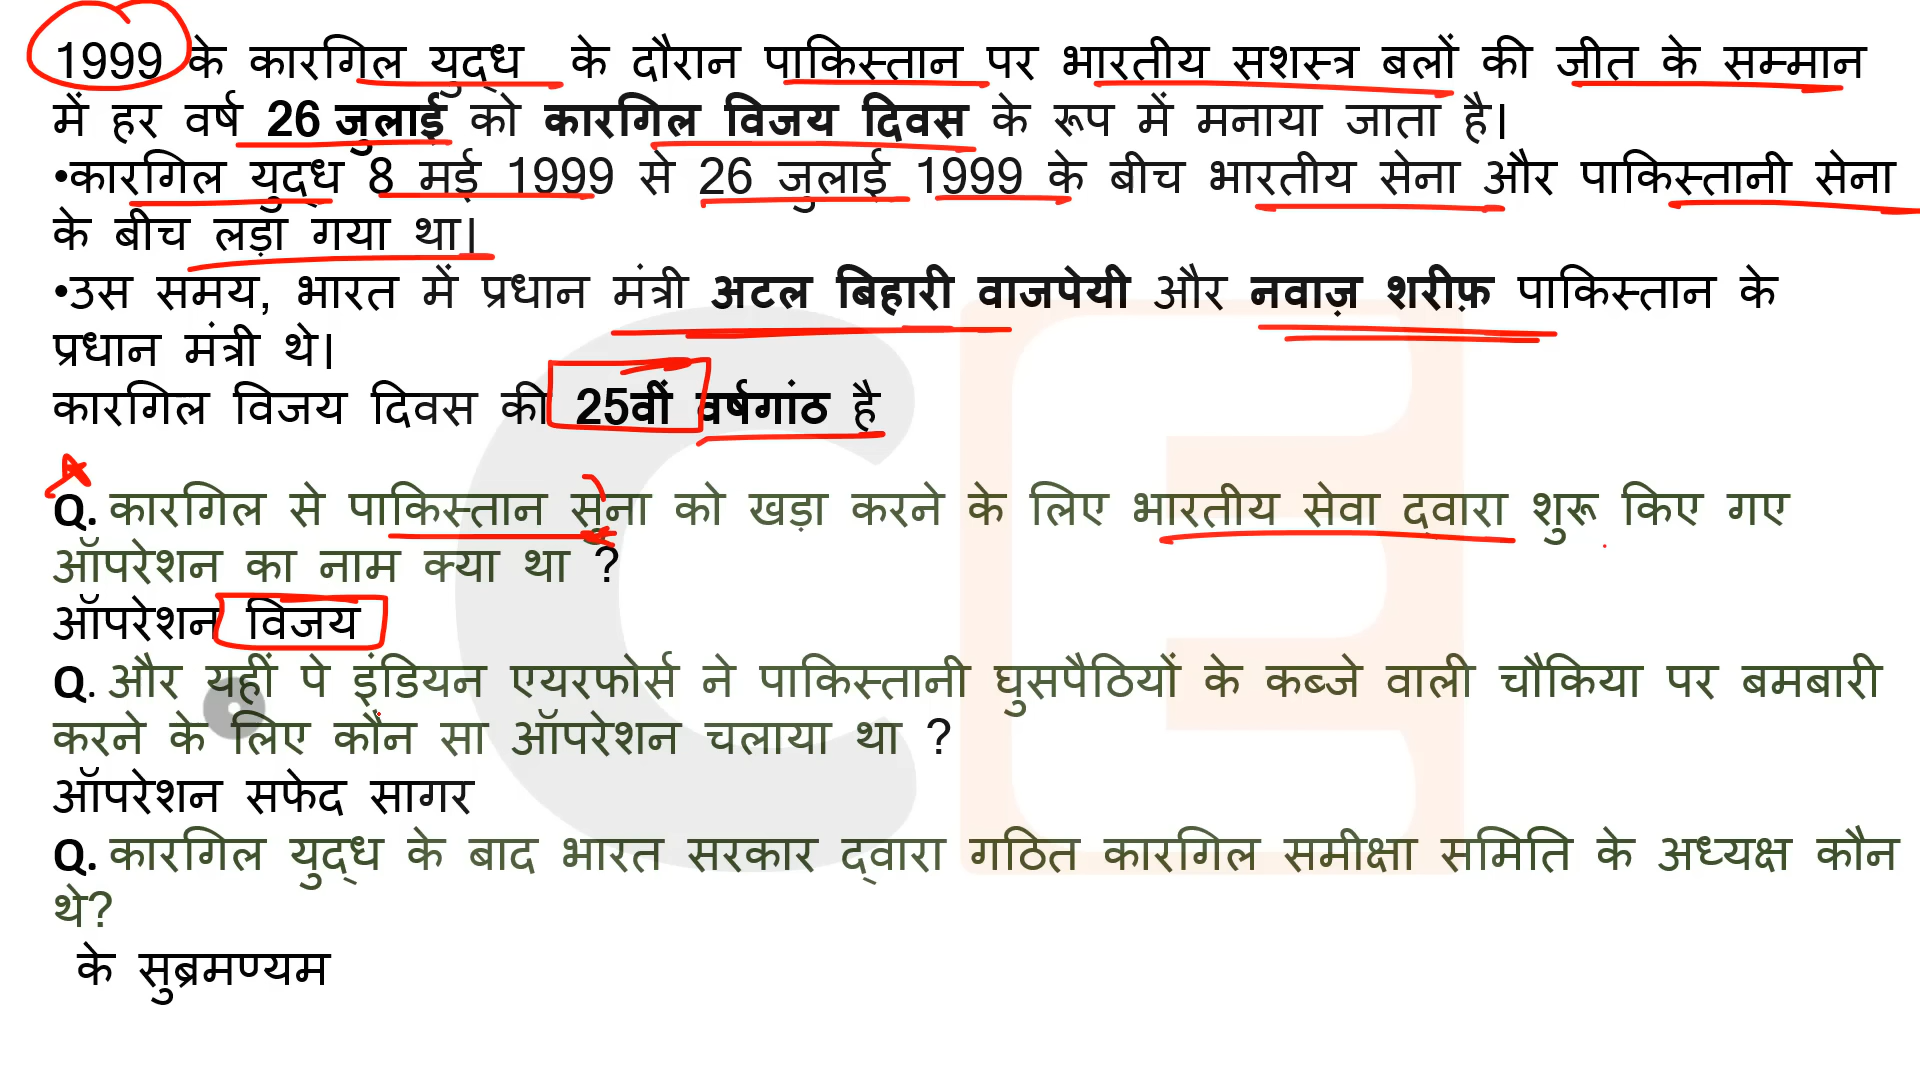 1999 के कारगिल युद्ध के दौरान पाकिस्तान पर भारतीय सशस्त्र बलों की जीत के सम्मान
में हर वर्ष 26 जुलाई को कारगिल विजय दिवस के रूप में मनाया जाता है।
•कारगिल युद्ध 8 मई 1999 से 26 जुलाई 1999 के बीच भारतीय सेना और पाकिस्तानी सेना
के बीच लड़ा गया था।
•उस समय, भारत में प्रधान मंत्री अटल बिहारी वाजपेयी और नवाज़ शरीफ़ पाकिस्तान के
प्रधान मंत्री थे।
कारगिल विजय दिवस की 25वीं वर्षगांठ है
Q. कारगिल से पाकिस्तान सेना को खड़ा करने के लिए भारतीय सेवा द्वारा शुरू किए गए
ऑपरेशन का नाम क्या था ?
ऑपरेशन विजय
Q. और यहीं पे इंडियन एयरफोर्स ने पाकिस्तानी घुसपैठियों के कब्जे वाली चौकिया पर बमबारी
करने के लिए कौन सा ऑपरेशन चलाया था ?
ऑपरेशन सफेद सागर
Q. कारगिल युद्ध के बाद भारत सरकार द्वारा गठित कारगिल समीक्षा समिति के अध्यक्ष कौन
थे?
के सुब्रमण्यम